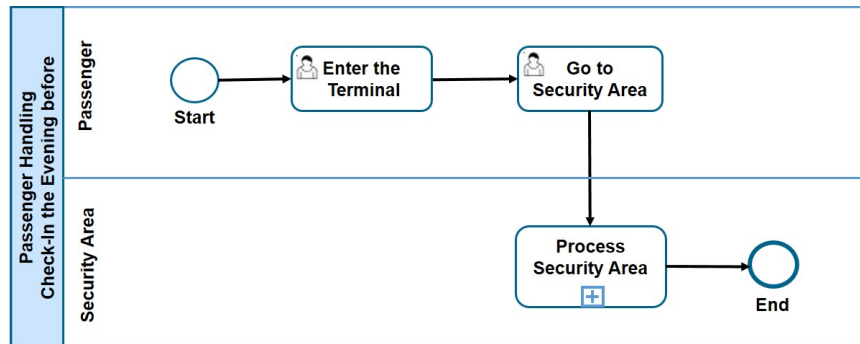 Passenger Handling
Check-In the Evening before
Passenger
Start
Enter the
Terminal
Go to
Security Area
Security Area
Process
Security Area
End